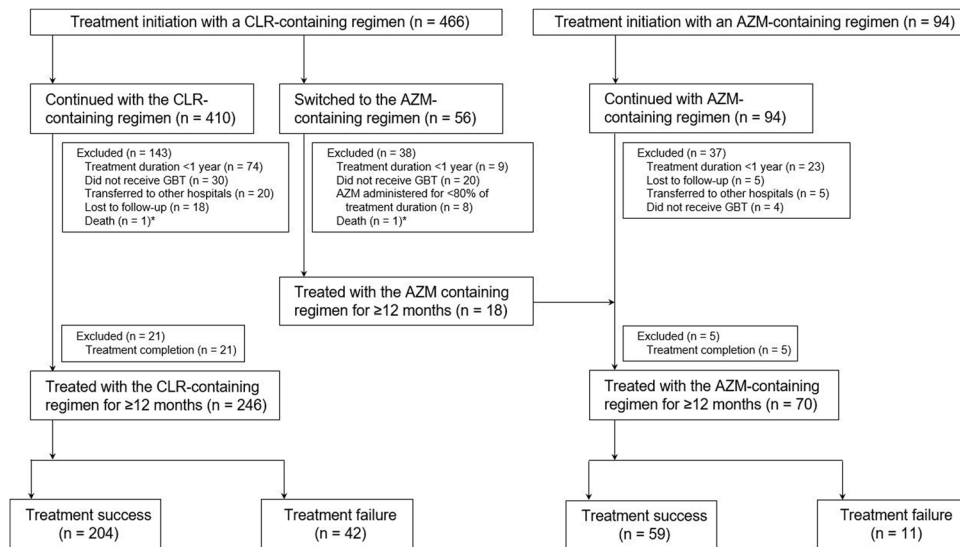 Treatment initiation with a CLR-containing regimen (n = 466)
Treatment initiation with an AZM-containing regimen (n = 94)
Continued with the CLR-
containing regimen (n = 410)
Switched to the AZM-
containing regimen (n = 56)
Continued with AZM-
containing regimen (n = 94)
Excluded (n = 143)
Treatment duration <1 year (n = 74)
Did not receive GBT (n = 30)
Transferred to other hospitals (n = 20)
Lost to follow-up (n = 18)
Death (n = 1)*
Excluded (n = 38)
Treatment duration <1 year (n = 9)
Did not receive GBT (n = 20)
AZM administered for <80% of
treatment duration (n = 8)
Death (n = 1)*
Excluded (n = 37)
Treatment duration <1 year (n = 23)
Lost to follow-up (n = 5)
Transferred to other hospitals (n = 5)
Did not receive GBT (n = 4)
Treated with the AZM containing
regimen for ≥12 months (n = 18)
Excluded (n = 21)
Treatment completion (n = 21)
Excluded (n = 5)
Treatment completion (n = 5)
Treated with the CLR-containing
regimen for ≥12 months (n = 246)
Treated with the AZM-containing
regimen for ≥12 months (n = 70)
Treatment success
(n = 204)
Treatment failure
(n = 42)
Treatment success
(n = 59)
Treatment failure
(n = 11)